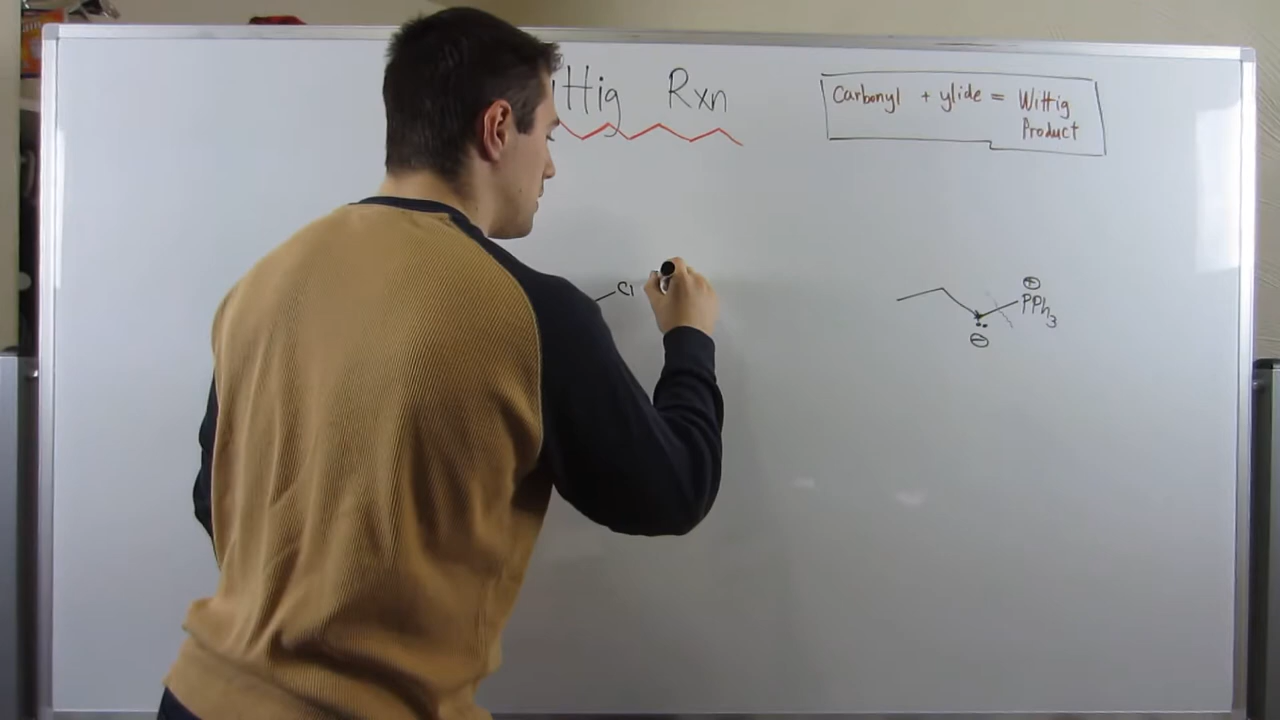 ittig Rxn
Carbonyl + ylide = Wittig
Product
Cl
⊕
PPh3
⊖